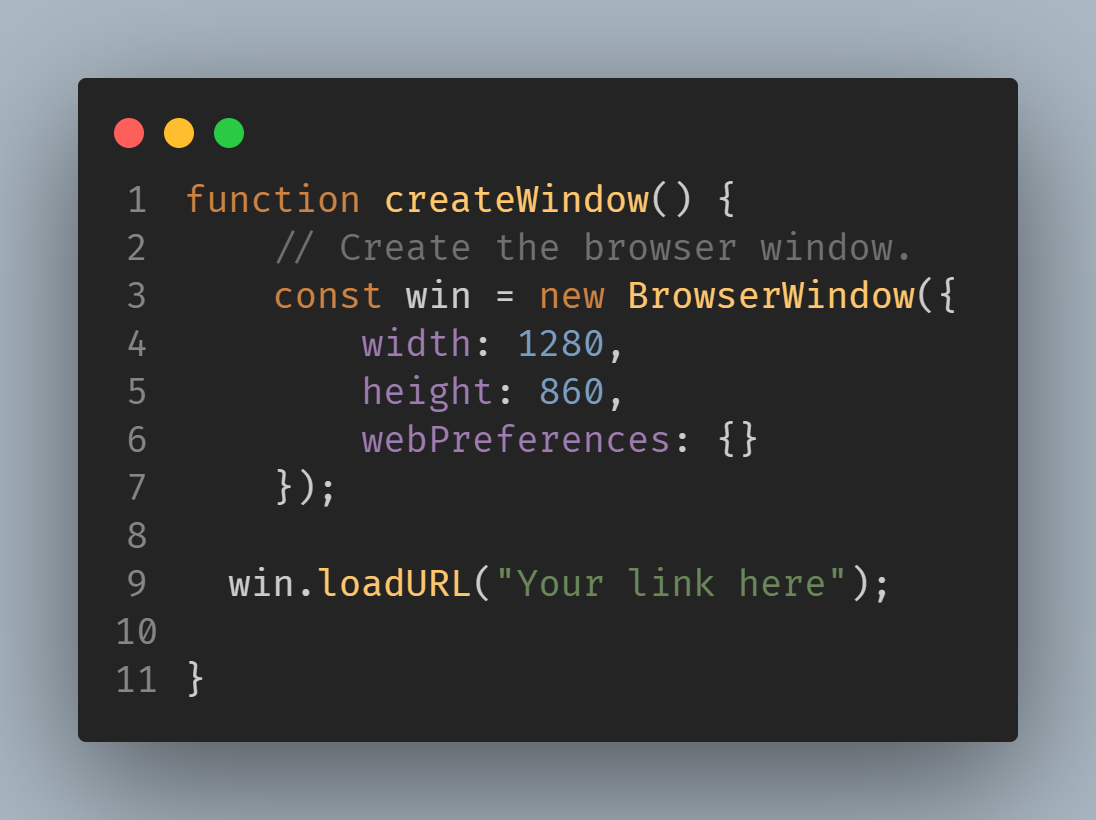 1 function createWindow() {
2     // Create the browser window.
3     const win = new BrowserWindow({
4         width: 1280,
5         height: 860,
6         webPreferences: {}
7     });
8
9   win.loadURL("Your link here");
10
11 }